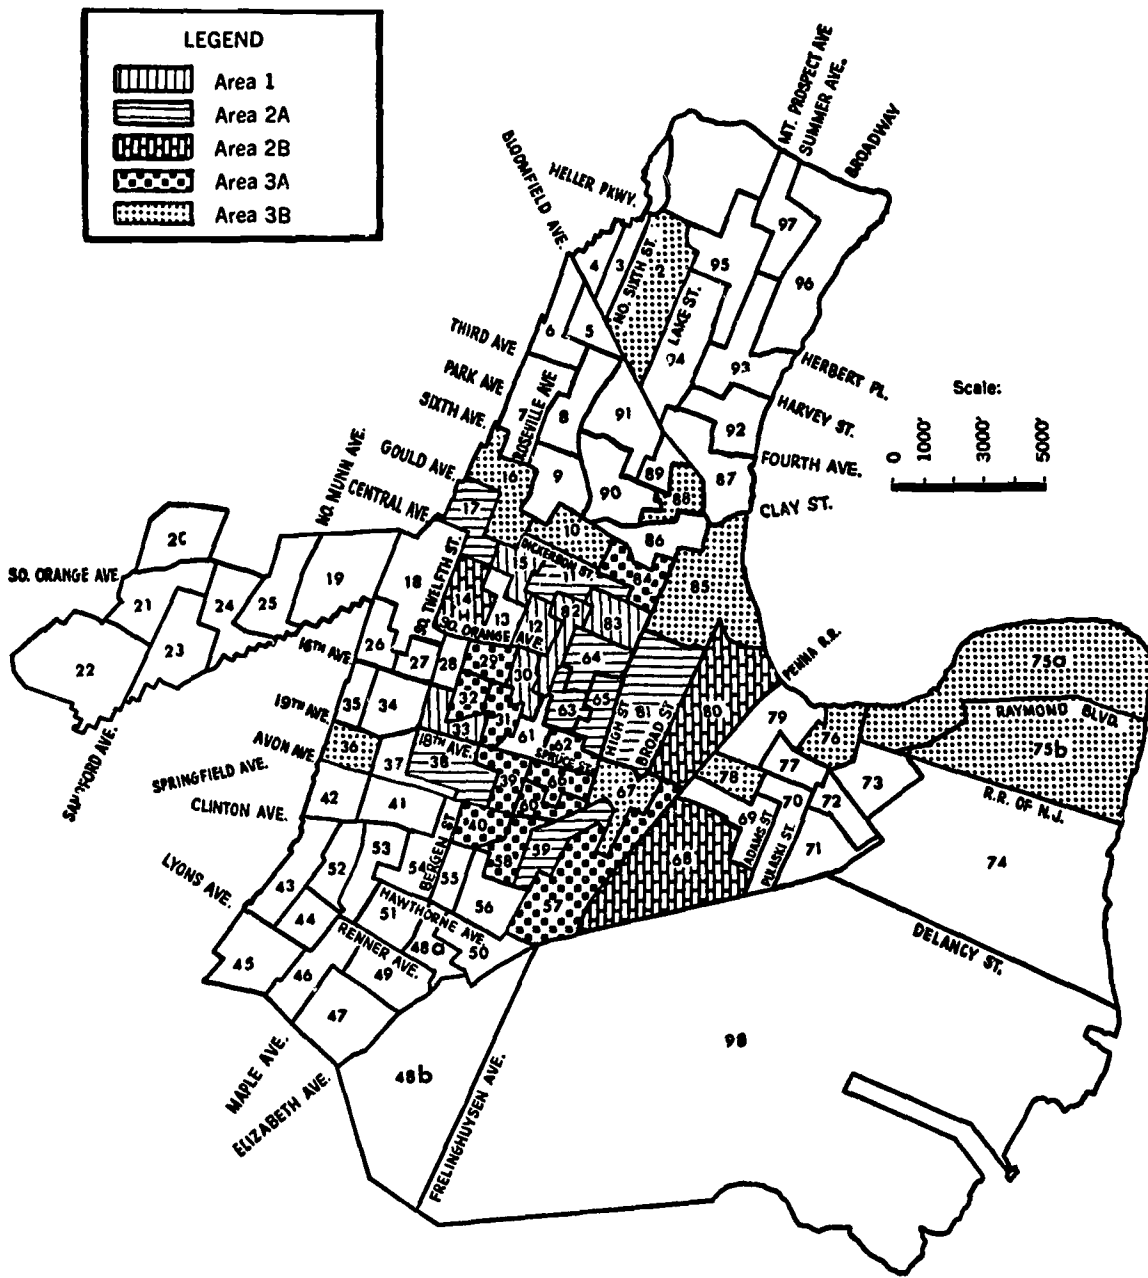 LEGEND
Area 1
Area 2A
Area 2B
Area 3A
Area 3B
MT. PROSPECT AVE
SUMMER AVE.
BROADWAY
BLOOMFIELD AVE.
HELLER PKWY.
97
4
3
NO. SIXTH ST.
2
95
96
LAKE ST.
THIRD AVE
6
5
94
93
HERBERT PL.
PARK AVE
Scale:
0 1000' 3000' 5000'
SIXTH AVE.
7
ROSEVILLE AVE
8
91
HARVEY ST.
92
NO. MUNN AVE.
GOULD AVE.
16
9
89
87
FOURTH AVE.
CENTRAL AVE.
17
90
88
CLAY ST.
2C
10
86
SO. ORANGE AVE.
19
18
SO. TWELFTH ST.
15
DICKERSON ST.
11
84
85
21
24
25
14
13
12
82
83
SO. ORANGE AVE.
22
23
16TH AVE.
26
27
28
29
30
64
PENNA R.R.
75a
35
34
32
31
63
65
81
80
79
RAYMOND BLVD.
19TH AVE.
33
61
62
HIGH ST
BROAD ST
76
75b
AVON AVE.
36
37
18TH AVE.
38
SPRUCE ST.
77
73
SANDFORD AVE.
SPRINGFIELD AVE.
39
66
78
R.R. OF N.J.
CLINTON AVE.
42
41
60
67
70
72
40
69
ADAMS ST
PULASKI ST.
71
74
52
53
54
BERGEN ST
55
58
59
68
LYONS AVE.
43
44
51
HAWTHORNE AVE.
56
57
RENNER AVE.
48a
50
DELANCY ST.
45
46
49
47
98
MAPLE AVE.
48b
ELIZABETH AVE.
FRELINGHUYSEN AVE.